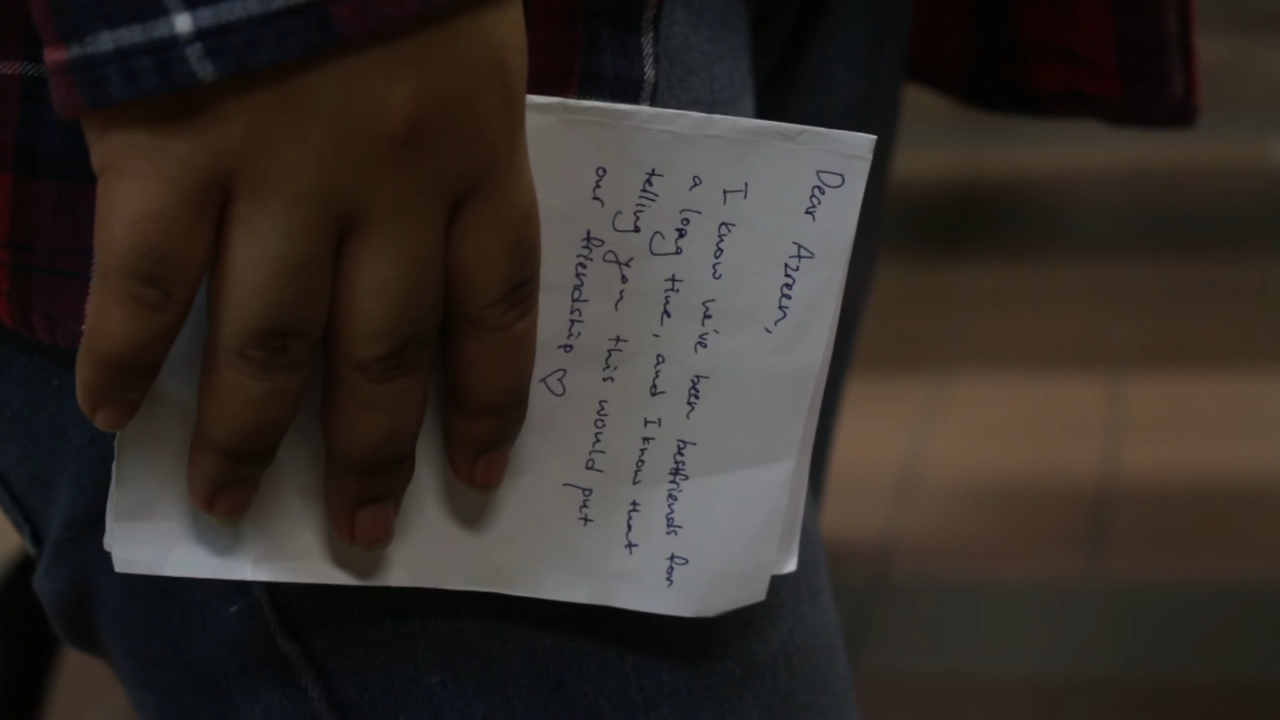 Dear Azreen,
I know we've been bestfriends for
a long time, and I know that
telling you this would put
our friendship ♡